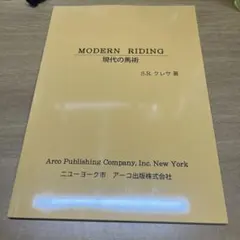 MODERN RIDING
現代の馬術
S.R. クレサ 著
Arco Publishing Company, Inc. New York
ニューヨーク市 アーコ出版株式会社